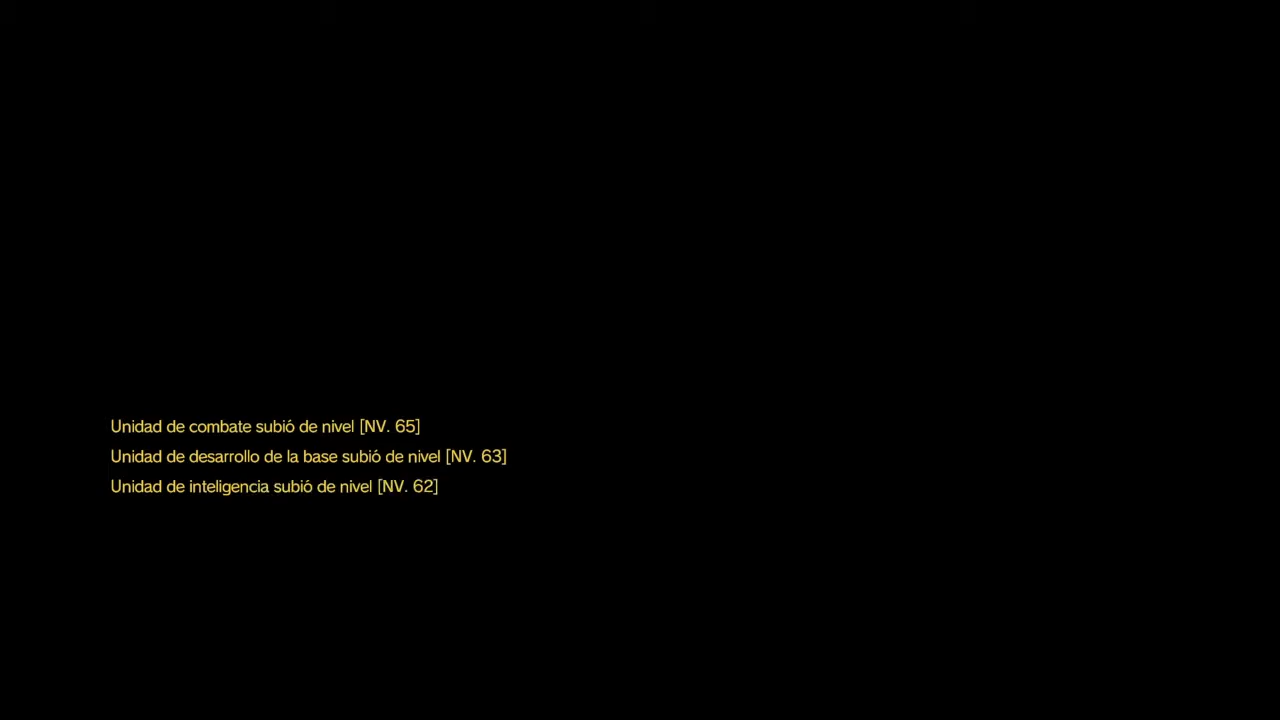 Unidad de combate subió de nivel [NV. 65]
Unidad de desarrollo de la base subió de nivel [NV. 63]
Unidad de inteligencia subió de nivel [NV. 62]